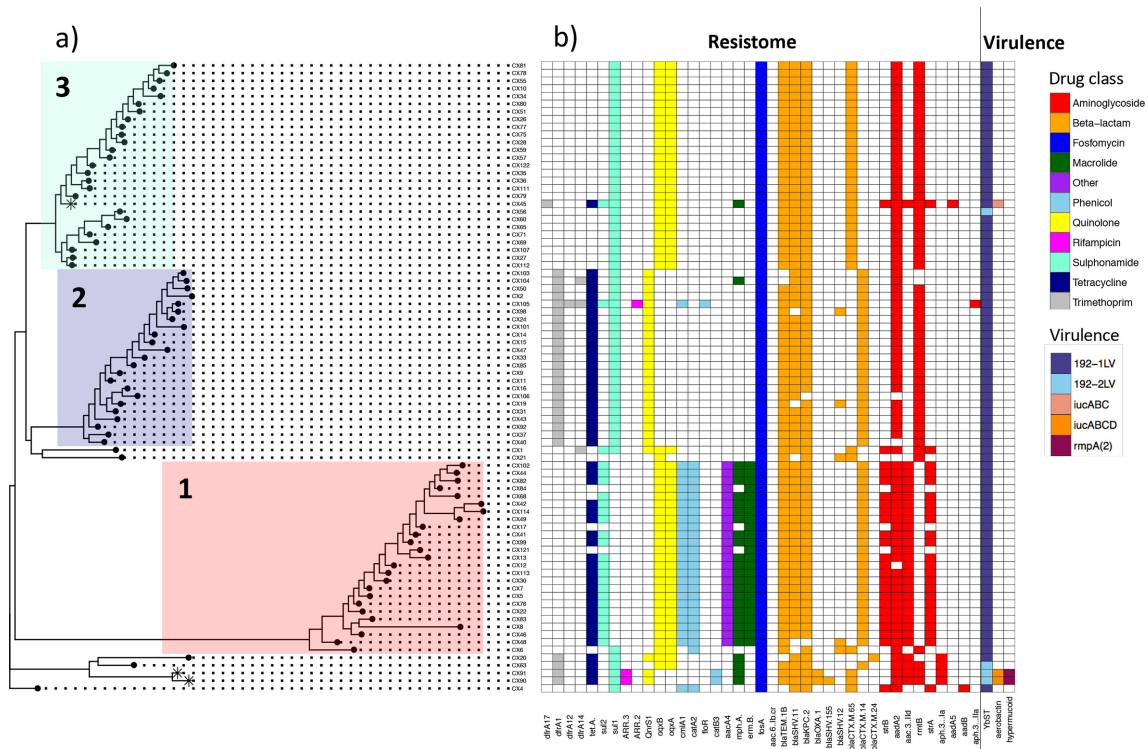 a)
b)
Resistome
Virulence
3
2
1
CX81
CX78
CX55
CX10
CX34
CX80
CX51
CX26
CX77
CX75
CX28
CX59
CX57
CX122
CX35
CX36
CX111
CX79
CX45
CX56
CX60
CX65
CX71
CX69
CX107
CX27
CX112
CX103
CX104
CX50
CX2
CX105
CX98
CX24
CX101
CX14
CX15
CX47
CX33
CX85
CX9
CX11
CX16
CX106
CX19
CX31
CX43
CX92
CX37
CX40
CX1
CX21
CX102
CX44
CX82
CX84
CX68
CX42
CX114
CX49
CX17
CX41
CX99
CX121
CX13
CX12
CX113
CX30
CX7
CX5
CX76
CX22
CX83
CX8
CX46
CX48
CX6
CX20
CX63
CX91
CX90
CX4
dfrA17
dfrA1
dfrA12
dfrA14
tet.A.
sul2
sul1
ARR.3
ARR.2
QnrS1
oqxB
oqxA
cmlA1
catA2
floR
catB3
aacA4
mph.A.
erm.B.
fosA
aac.6..Ib.cr
blaTEM.1B
blaSHV.11
blaKPC.2
blaOXA.1
blaSHV.155
blaSHV.12
blaCTX.M.65
blaCTX.M.14
blaCTX.M.24
strB
aadA2
aac.3..IId
rmtB
strA
aph.3...Ia
aadA5
aadB
aph.3...IIa
YbST
aerobactin
hypermucoid
Drug class
Aminoglycoside
Beta−lactam
Fosfomycin
Macrolide
Other
Phenicol
Quinolone
Rifampicin
Sulphonamide
Tetracycline
Trimethoprim
Virulence
192−1LV
192−2LV
iucABC
iucABCD
rmpA(2)